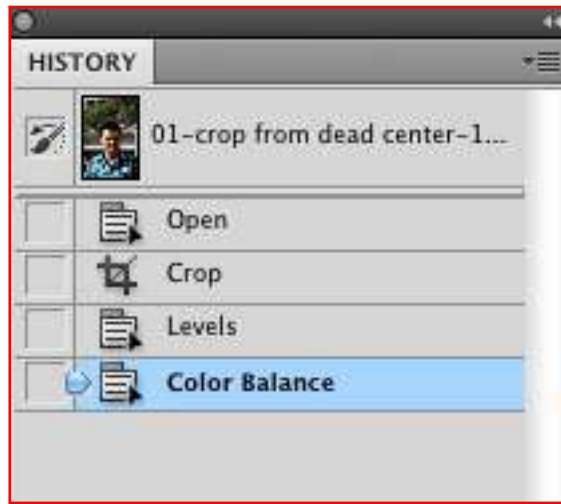 HISTORY
01-crop from dead center-1...
Open
Crop
Levels
Color Balance